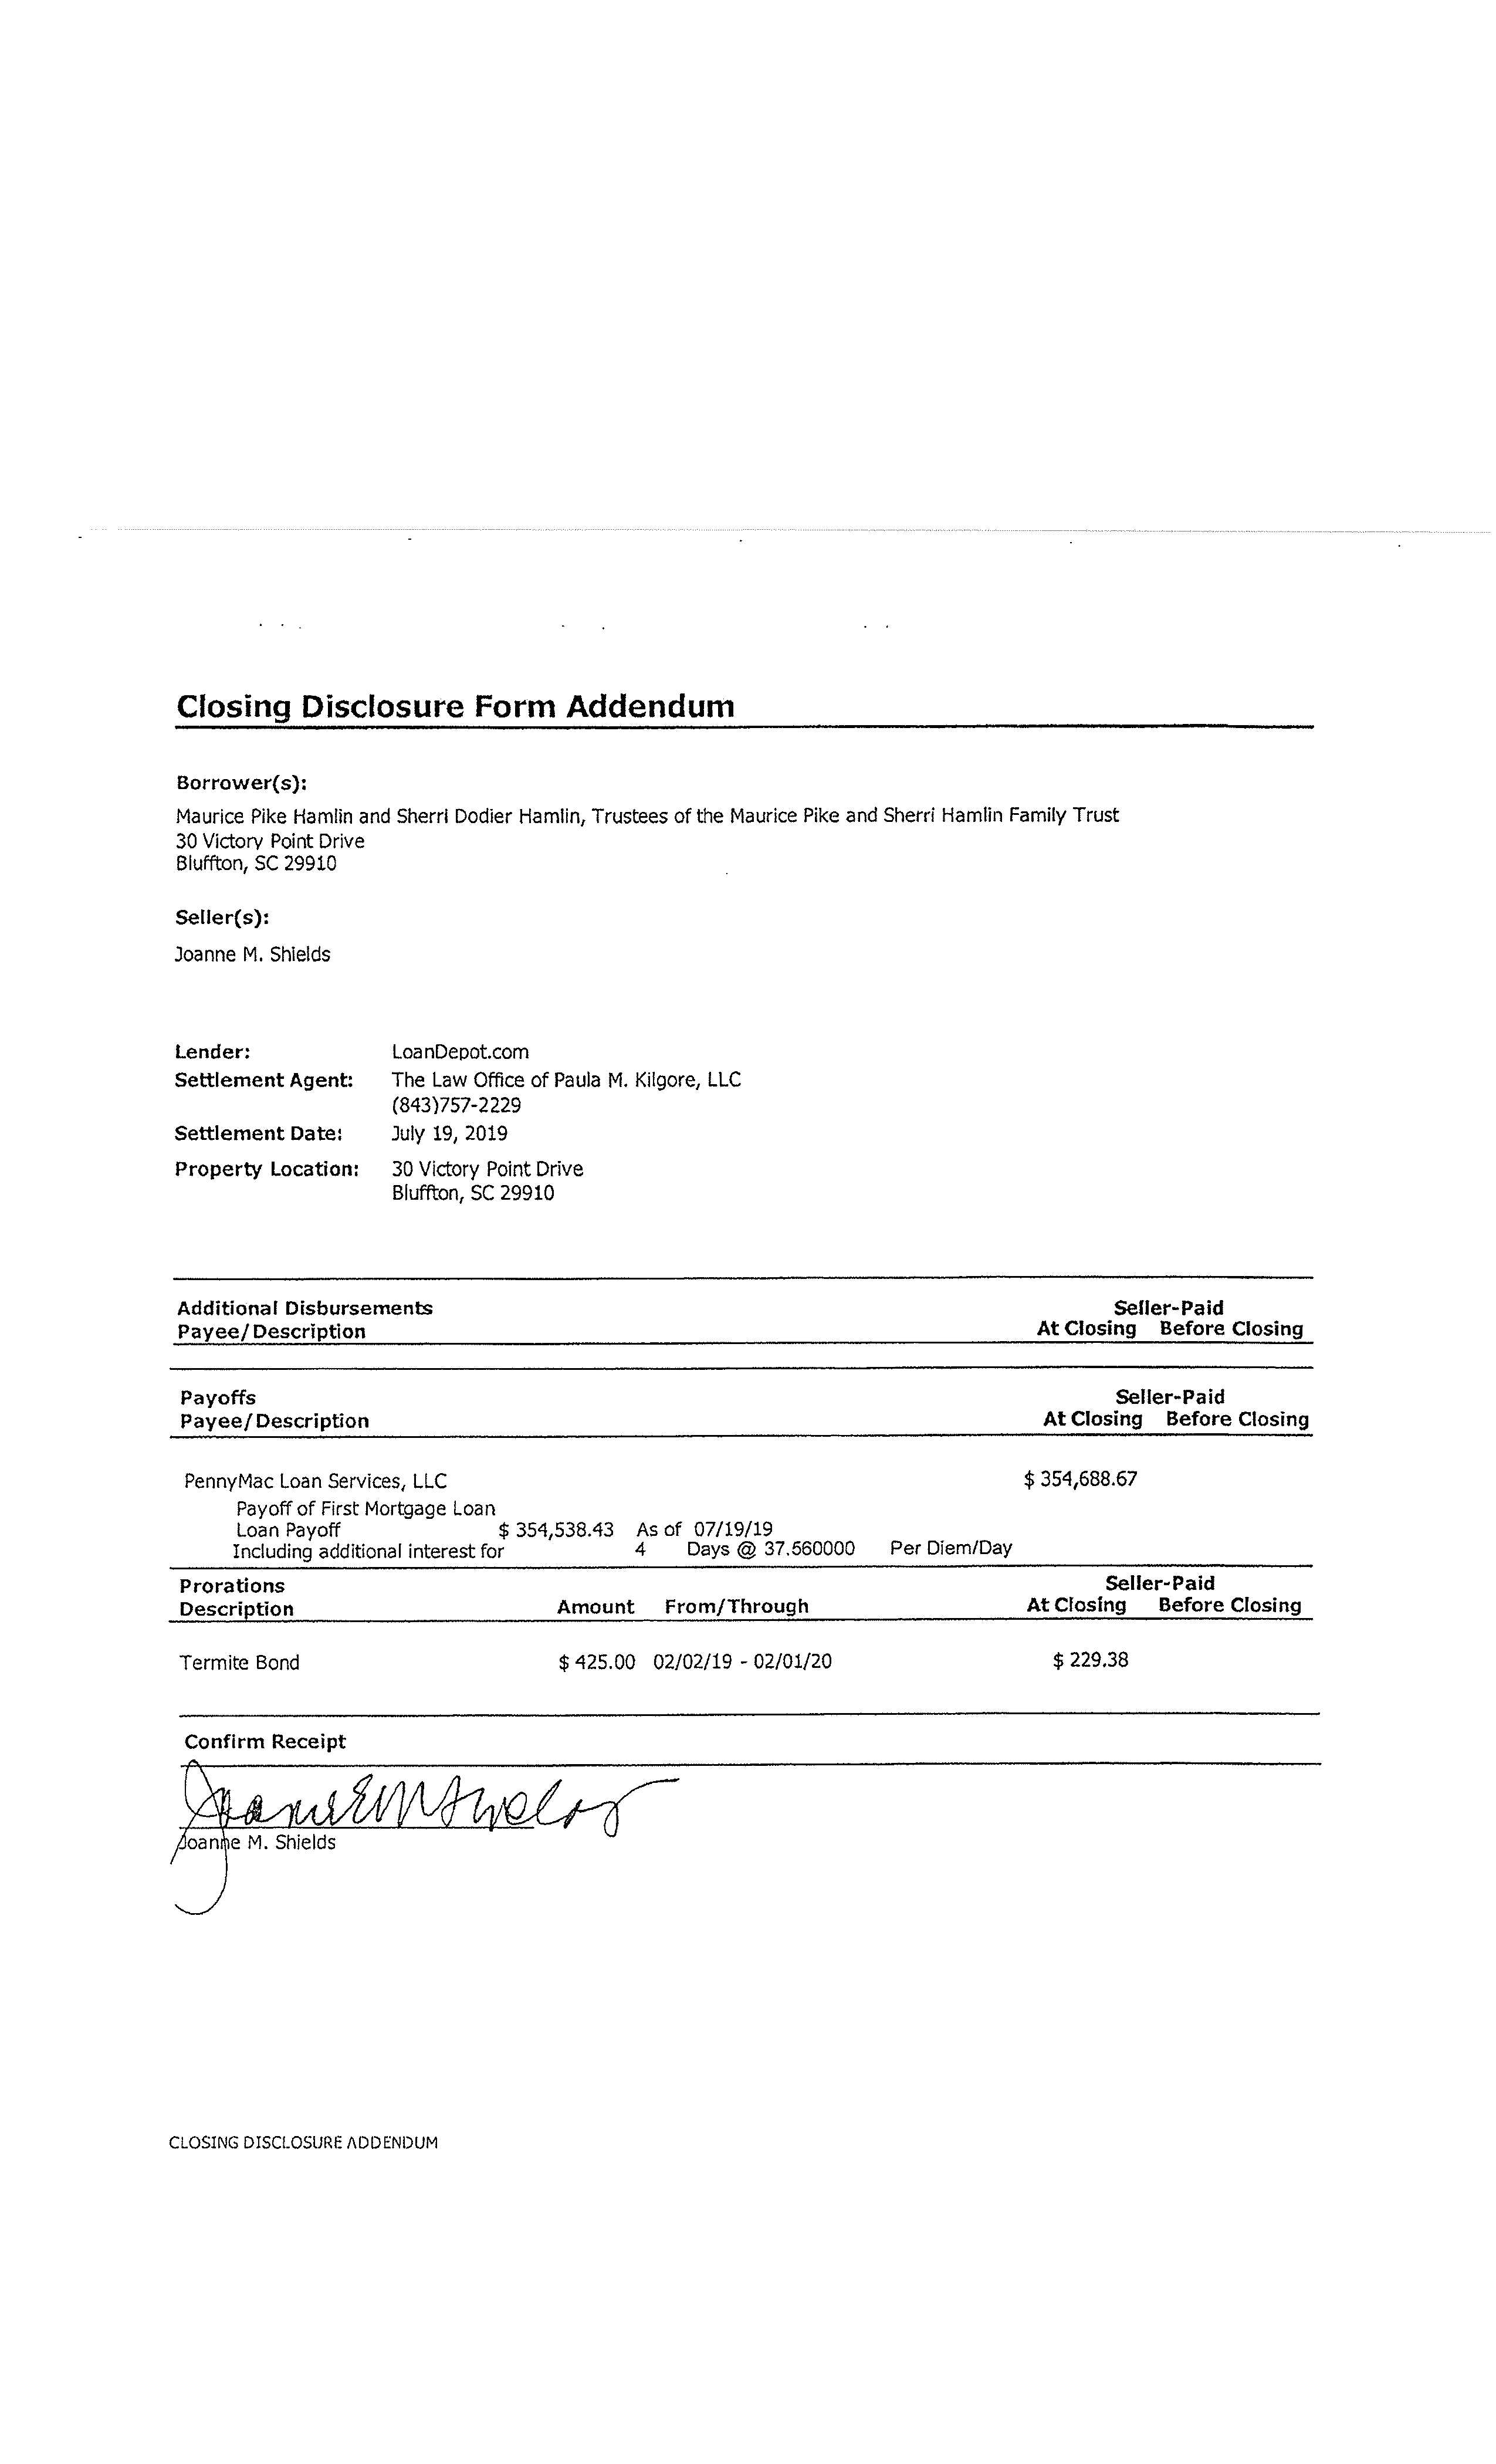 Closing Disclosure Form Addendum
Borrower(s):
Maurice Pike Hamlin and Sherri Dodier Hamlin, Trustees of the Maurice Pike and Sherri Hamlin Family Trust
30 Victory Point Drive
Bluffton, SC 29910
Seller(s):
Joanne M. Shields
Lender: LoanDepot.com
Settlement Agent: The Law Office of Paula M. Kilgore, LLC
(843)757-2229
Settlement Date: July 19, 2019
Property Location: 30 Victory Point Drive
Bluffton, SC 29910
Additional Disbursements Seller-Paid
Payee/Description At Closing Before Closing
Payoffs Seller-Paid
Payee/Description At Closing Before Closing
PennyMac Loan Services, LLC $ 354,688.67
Payoff of First Mortgage Loan
Loan Payoff $ 354,538.43 As of 07/19/19
Including additional interest for 4 Days @ 37.560000 Per Diem/Day
Prorations Seller-Paid
Description Amount From/Through At Closing Before Closing
Termite Bond $ 425.00 02/02/19 - 02/01/20 $ 229.38
Confirm Receipt
Joanne M Shields
Joanne M. Shields
CLOSING DISCLOSURE ADDENDUM